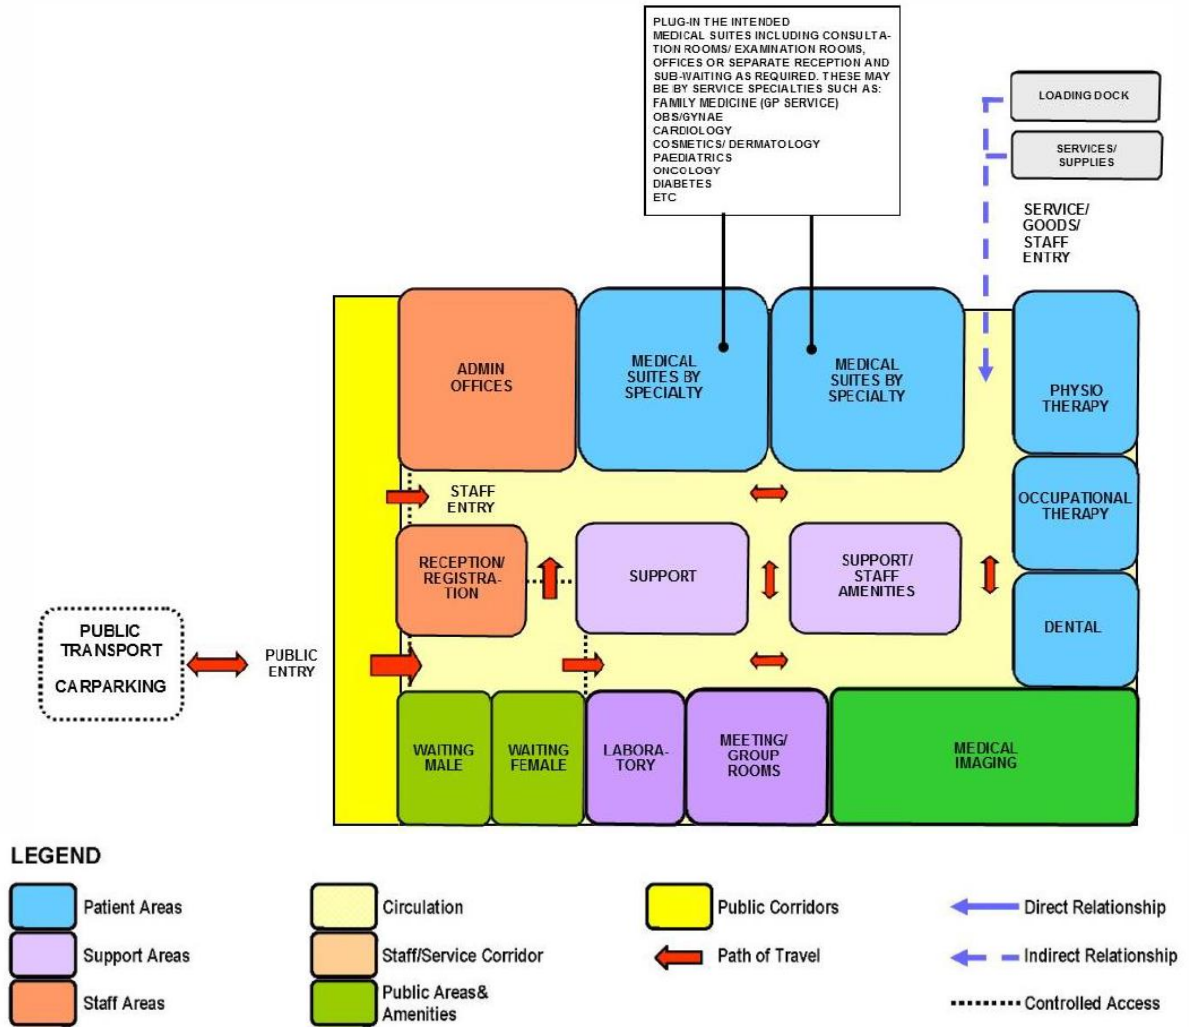 PLUG-IN THE INTENDED
MEDICAL SUITES INCLUDING CONSULTA-
TION ROOMS/ EXAMINATION ROOMS,
OFFICES OR SEPARATE RECEPTION AND
SUB-WAITING AS REQUIRED. THESE MAY
BE BY SERVICE SPECIALTIES SUCH AS:
FAMILY MEDICINE (GP SERVICE)
OBS/GYNAE
CARDIOLOGY
COSMETICS/ DERMATOLOGY
PAEDIATRICS
ONCOLOGY
DIABETES
ETC
LOADING DOCK
SERVICES/
SUPPLIES
SERVICE/
GOODS/
STAFF
ENTRY
ADMIN
OFFICES
MEDICAL
SUITES BY
SPECIALTY
MEDICAL
SUITES BY
SPECIALTY
PHYSIO
THERAPY
STAFF
ENTRY
OCCUPATIONAL
THERAPY
RECEPTION/
REGISTRA-
TION
SUPPORT
SUPPORT/
STAFF
AMENITIES
DENTAL
PUBLIC
TRANSPORT
CARPARKING
PUBLIC
ENTRY
WAITING
MALE
WAITING
FEMALE
LABORA-
TORY
MEETING/
GROUP
ROOMS
MEDICAL
IMAGING
LEGEND
Patient Areas
Support Areas
Staff Areas
Circulation
Staff/Service Corridor
Public Areas&
Amenities
Public Corridors
Path of Travel
Direct Relationship
Indirect Relationship
Controlled Access